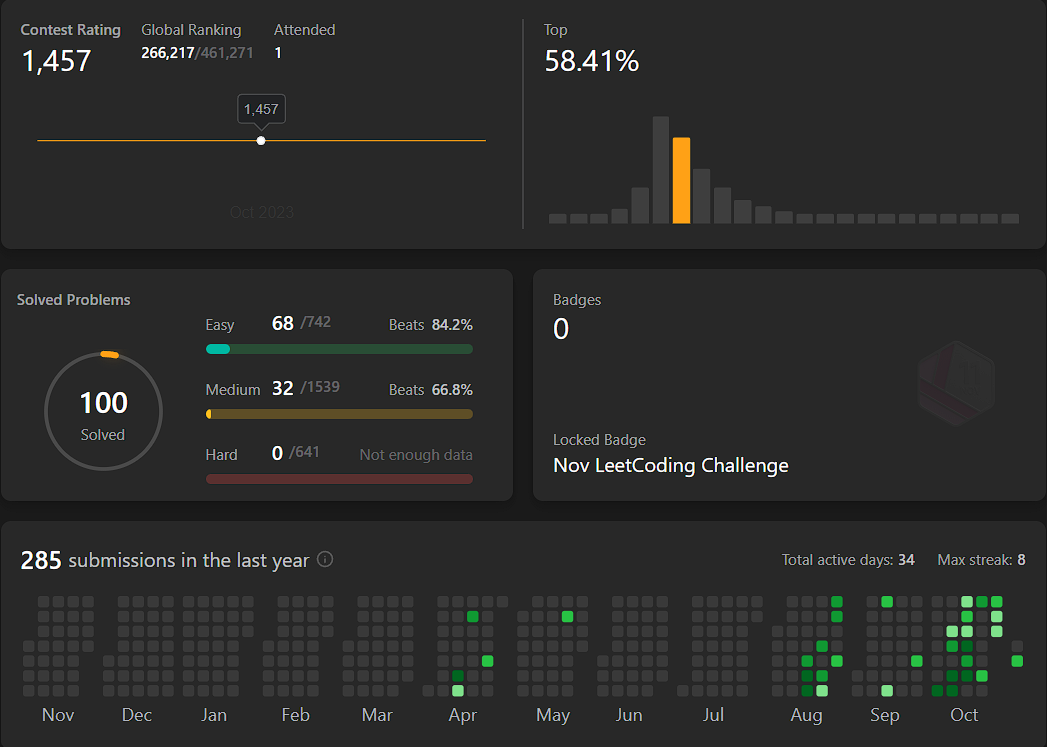 Contest Rating Global Ranking Attended
1,457 266,217/461,271 1
1,457
Oct 2023
Top
58.41%
Solved Problems
100
Solved
Easy 68 /742 Beats 84.2%
Medium 32 /1539 Beats 66.8%
Hard 0 /641 Not enough data
Badges
0
Locked Badge
Nov LeetCoding Challenge
285 submissions in the last year Total active days: 34 Max streak: 8
Nov Dec Jan Feb Mar Apr May Jun Jul Aug Sep Oct